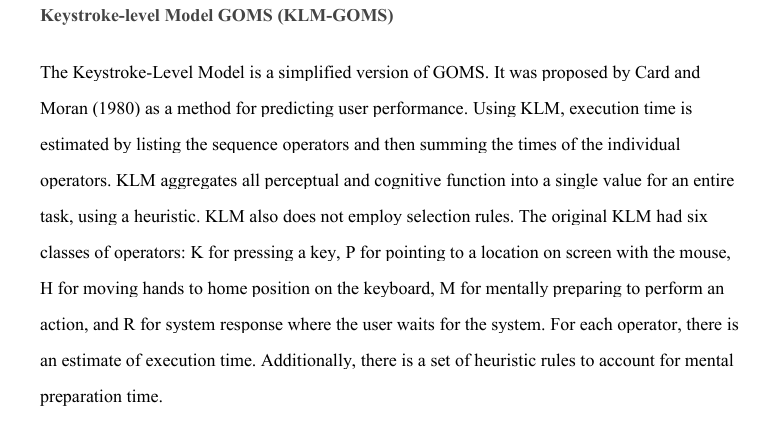 Keystroke-level Model GOMS (KLM-GOMS)
The Keystroke-Level Model is a simplified version of GOMS. It was proposed by Card and
Moran (1980) as a method for predicting user performance. Using KLM, execution time is
estimated by listing the sequence operators and then summing the times of the individual
operators. KLM aggregates all perceptual and cognitive function into a single value for an entire
task, using a heuristic. KLM also does not employ selection rules. The original KLM had six
classes of operators: K for pressing a key, P for pointing to a location on screen with the mouse,
H for moving hands to home position on the keyboard, M for mentally preparing to perform an
action, and R for system response where the user waits for the system. For each operator, there is
an estimate of execution time. Additionally, there is a set of heuristic rules to account for mental
preparation time.